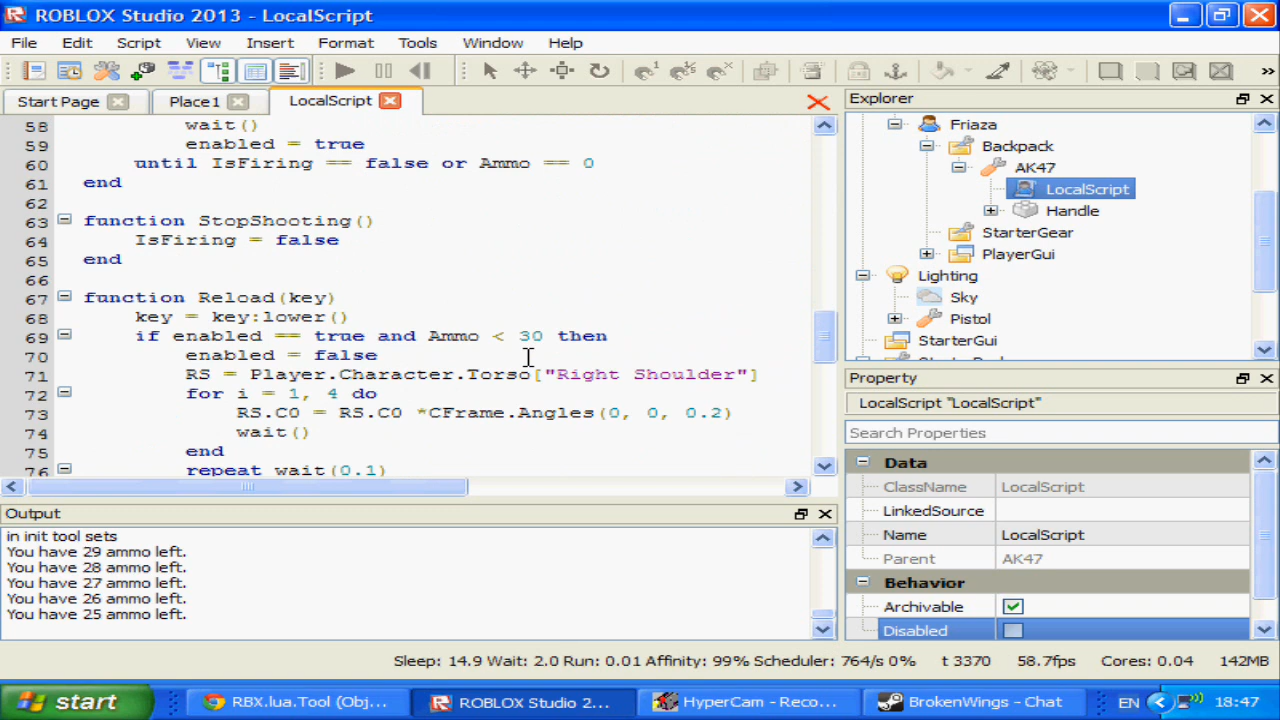 ROBLOX Studio 2013 - LocalScript
File Edit Script View Insert Format Tools Window Help
Start Page Place1 LocalScript
58 wait()
59 enabled = true
60 until IsFiring == false or Ammo == 0
61 end
62
63 function StopShooting()
64 IsFiring = false
65 end
66
67 function Reload(key)
68 key = key:lower()
69 if enabled == true and Ammo < 30 then
70 enabled = false
71 RS = Player.Character.Torso["Right Shoulder"]
72 for i = 1, 4 do
73 RS.C0 = RS.C0 *CFrame.Angles(0, 0, 0.2)
74 wait()
75 end
76 repeat wait(0.1)
Output
in init tool sets
You have 29 ammo left.
You have 28 ammo left.
You have 27 ammo left.
You have 26 ammo left.
You have 25 ammo left.
Explorer
Friaza
Backpack
AK47
LocalScript
Handle
StarterGear
PlayerGui
Lighting
Sky
Pistol
StarterGui
Property
LocalScript "LocalScript"
Search Properties
Data
ClassName LocalScript
LinkedSource
Name LocalScript
Parent AK47
Behavior
Archivable
Disabled
Sleep: 14.9 Wait: 2.0 Run: 0.01 Affinity: 99% Scheduler: 764/s 0% t 3370 58.7fps Cores: 0.04 142MB
start RBX.lua.Tool (Obj... ROBLOX Studio 2... HyperCam - Reco... BrokenWings - Chat EN 18:47